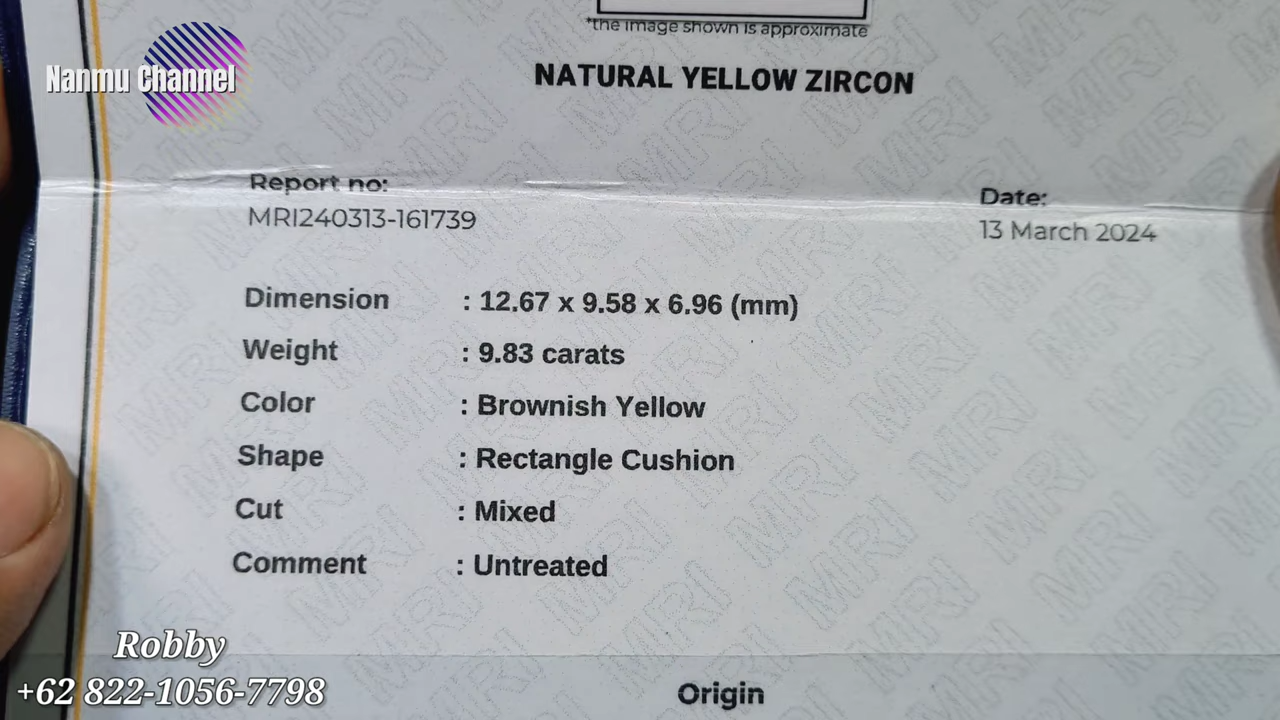 *the image shown is approximate
Nanmu Channel
NATURAL YELLOW ZIRCON
Report no:
MRI240313-161739
Date:
13 March 2024
Dimension : 12.67 x 9.58 x 6.96 (mm)
Weight : 9.83 carats
Color : Brownish Yellow
Shape : Rectangle Cushion
Cut : Mixed
Comment : Untreated
Robby
+62 822-1056-7798
Origin